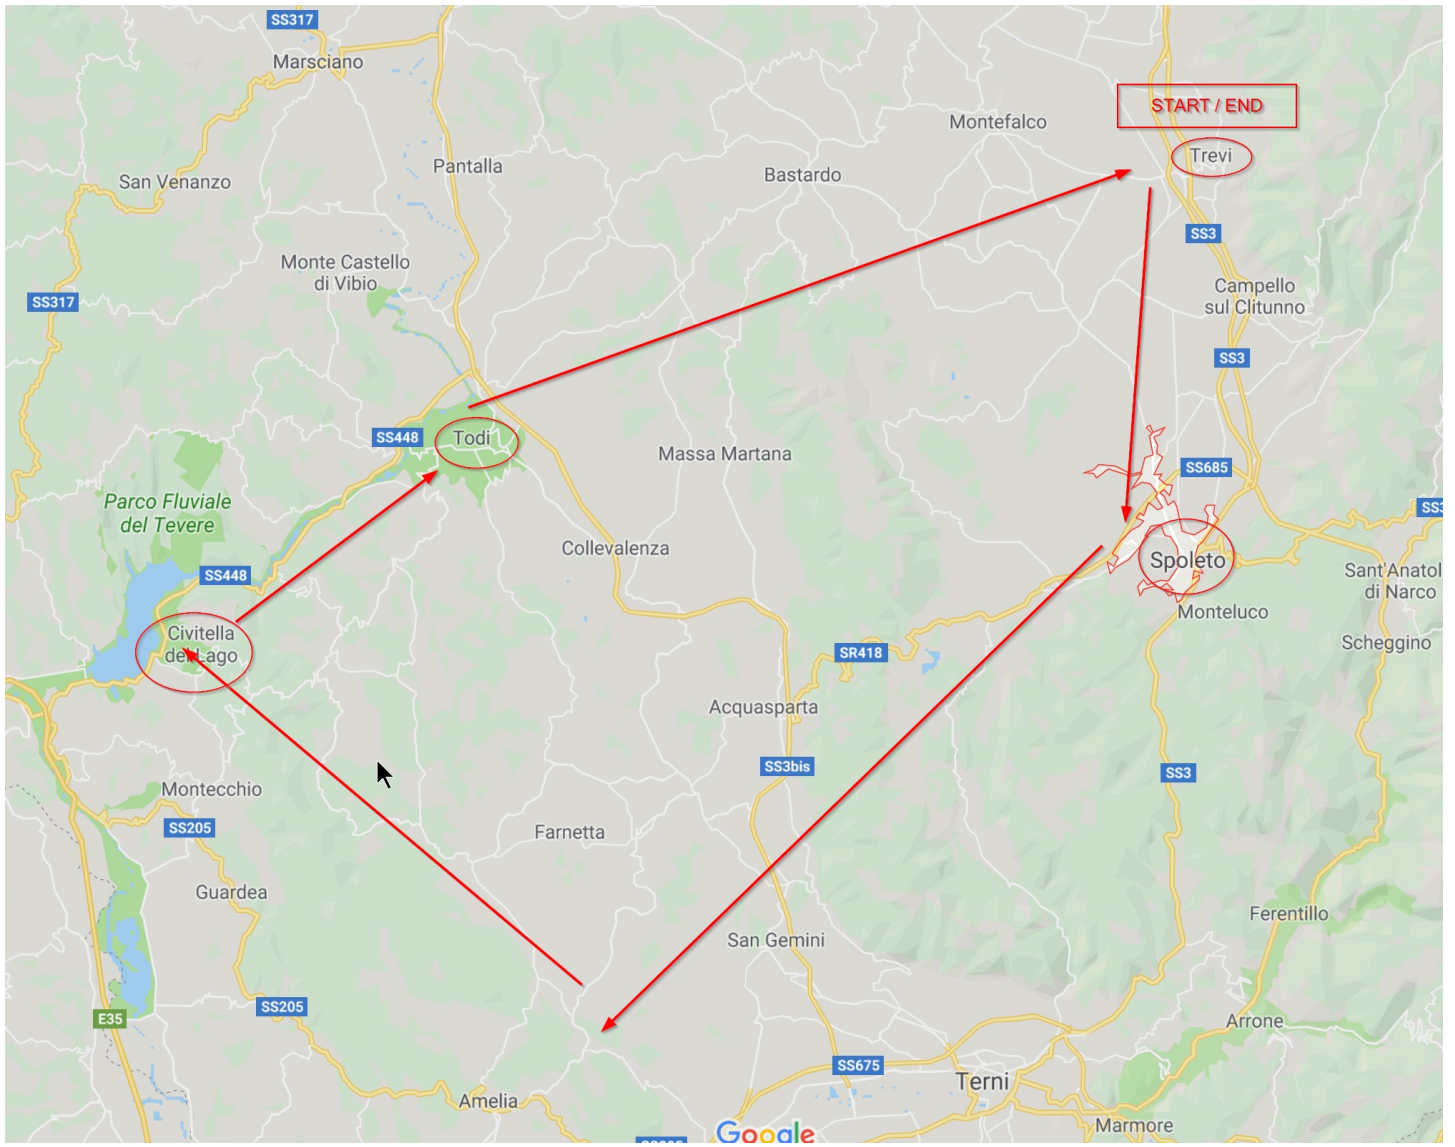 SS317
Marsciano
START / END
Montefalco
Trevi
Pantalla
Bastardo
San Venanzo
SS3
Monte Castello
di Vibio
Campello
sul Clitunno
SS317
SS3
SS448
Todi
Massa Martana
SS685
Parco Fluviale
del Tevere
SS3
Collevalenza
Spoleto
SS448
Sant'Anatol
di Narco
Monteluco
Civitella
del Lago
Scheggino
SR418
Acquasparta
SS3bis
SS3
Montecchio
SS205
Farnetta
Guardea
Ferentillo
San Gemini
SS205
E35
Arrone
SS675
Terni
Amelia
Marmore
Google